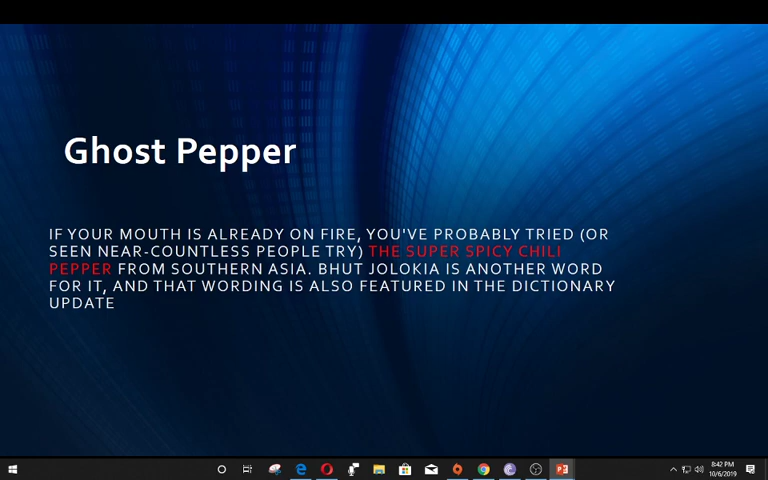 Ghost Pepper
IF YOUR MOUTH IS ALREADY ON FIRE, YOU'VE PROBABLY TRIED (OR
SEEN NEAR-COUNTLESS PEOPLE TRY) THE SUPER SPICY CHILI
PEPPER FROM SOUTHERN ASIA. BHUT JOLOKIA IS ANOTHER WORD
FOR IT, AND THAT WORDING IS ALSO FEATURED IN THE DICTIONARY
UPDATE
8:42 PM
10/6/2019